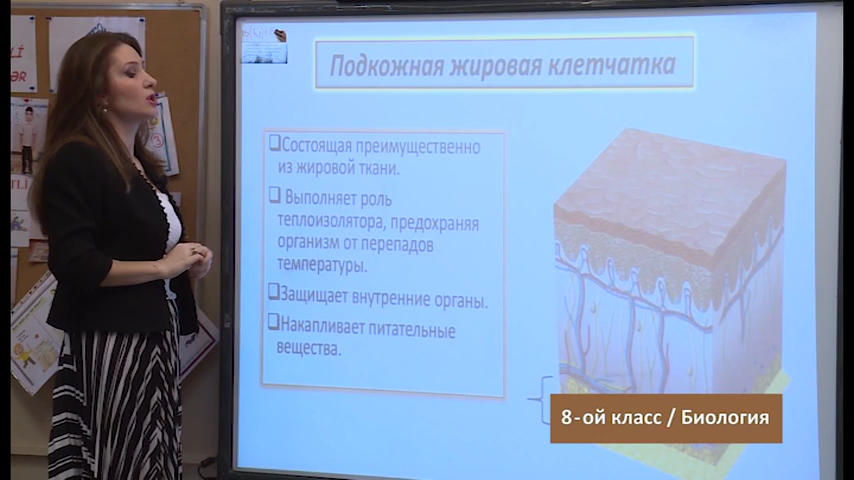 Подкожная жировая клетчатка
Состоящая преимущественно
из жировой ткани.
Выполняет роль
теплоизолятора, предохраняя
организм от перепадов
температуры.
Защищает внутренние органы.
Накапливает питательные
вещества.
8-ой класс / Биология